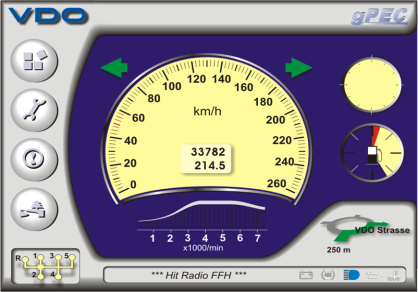 VDO
gPEC
0
20
40
60
80
100
120
140
160
180
200
220
240
260
km/h
33782
214.5
1 2 3 4 5 6 7
x1000/min
VDO Strasse
250 m
R 1 3 5
2 4
*** Hit Radio FFH ***